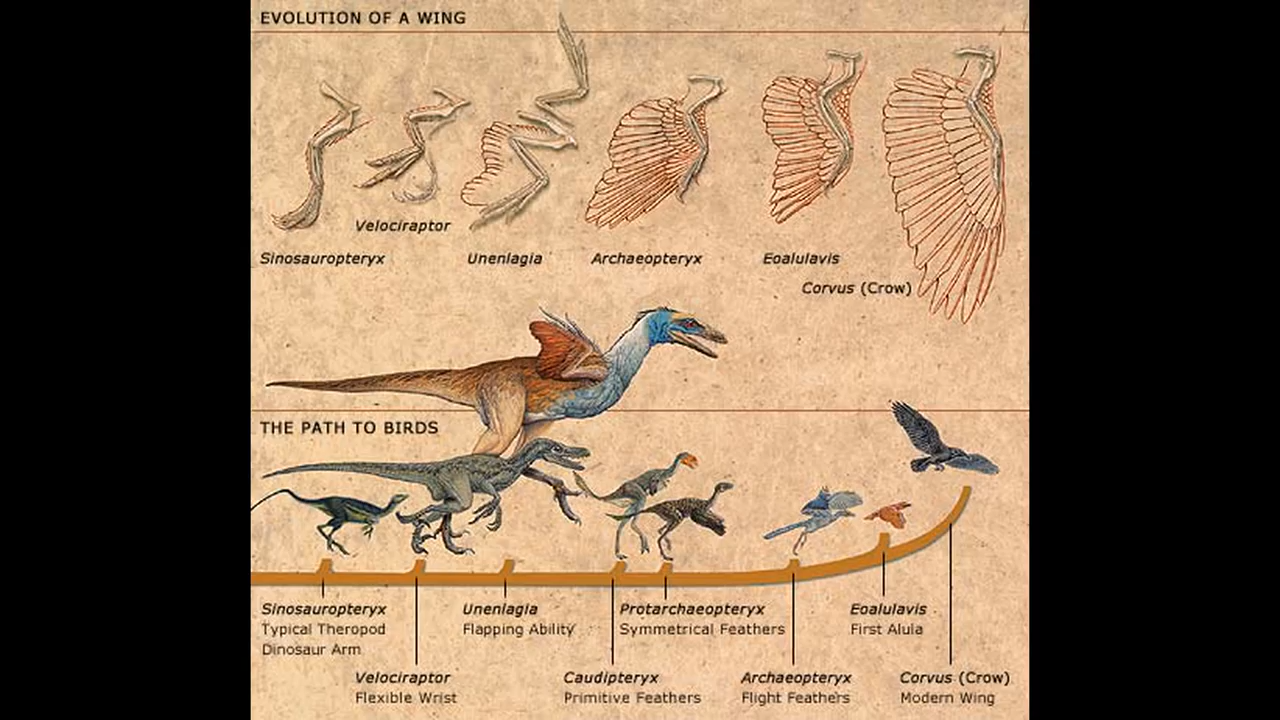 EVOLUTION OF A WING
Velociraptor
Sinosauropteryx
Unenlagia
Archaeopteryx
Eoalulavis
Corvus (Crow)
THE PATH TO BIRDS
Sinosauropteryx
Typical Theropod
Dinosaur Arm
Velociraptor
Flexible Wrist
Unenlagia
Flapping Ability
Caudipteryx
Primitive Feathers
Protarchaeopteryx
Symmetrical Feathers
Archaeopteryx
Flight Feathers
Eoalulavis
First Alula
Corvus (Crow)
Modern Wing